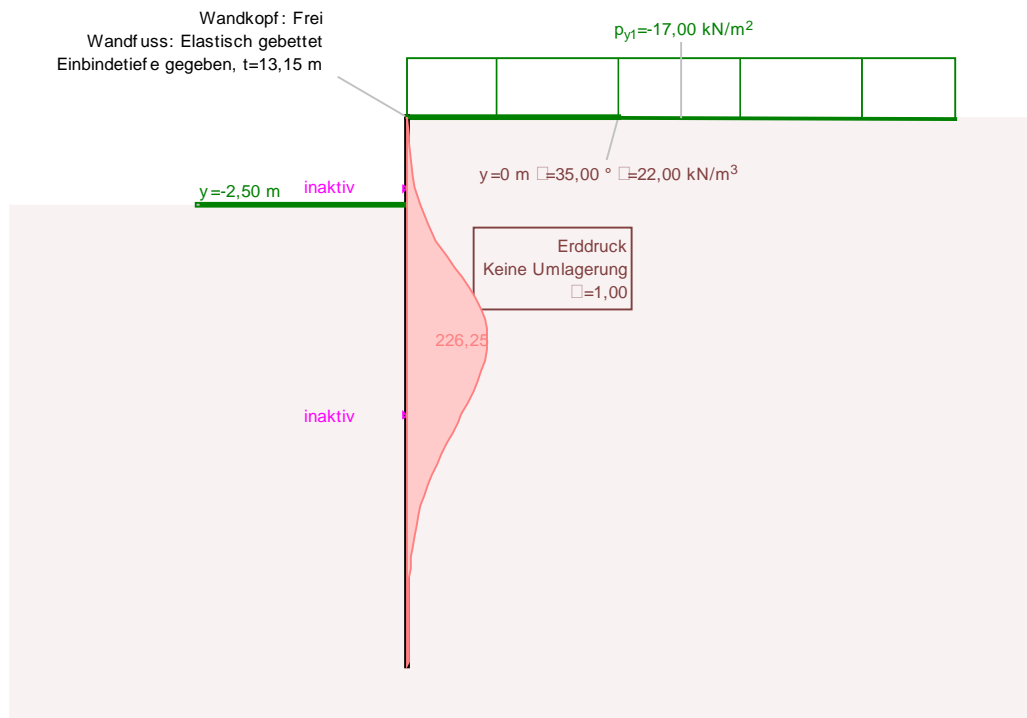 Wandkopf: Frei
Wandfuss: Elastisch gebettet
Einbindetiefe gegeben, t=13,15 m
py1=-17,00 kN/m²
y=0 m □=35,00 ° □=22,00 kN/m³
y=-2,50 m
inaktiv
Erddruck
Keine Umlagerung
□=1,00
226,25
inaktiv